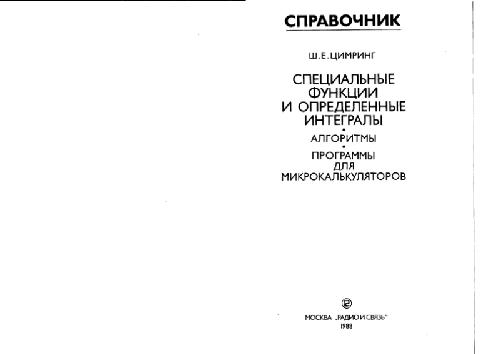 СПРАВОЧНИК
Ш.Е.ЦИМРИНГ
СПЕЦИАЛЬНЫЕ
ФУНКЦИИ
И ОПРЕДЕЛЕННЫЕ
ИНТЕГРАЛЫ
•
АЛГОРИТМЫ
•
ПРОГРАММЫ
ДЛЯ
МИКРОКАЛЬКУЛЯТОРОВ
МОСКВА „РАДИО И СВЯЗЬ"
1988